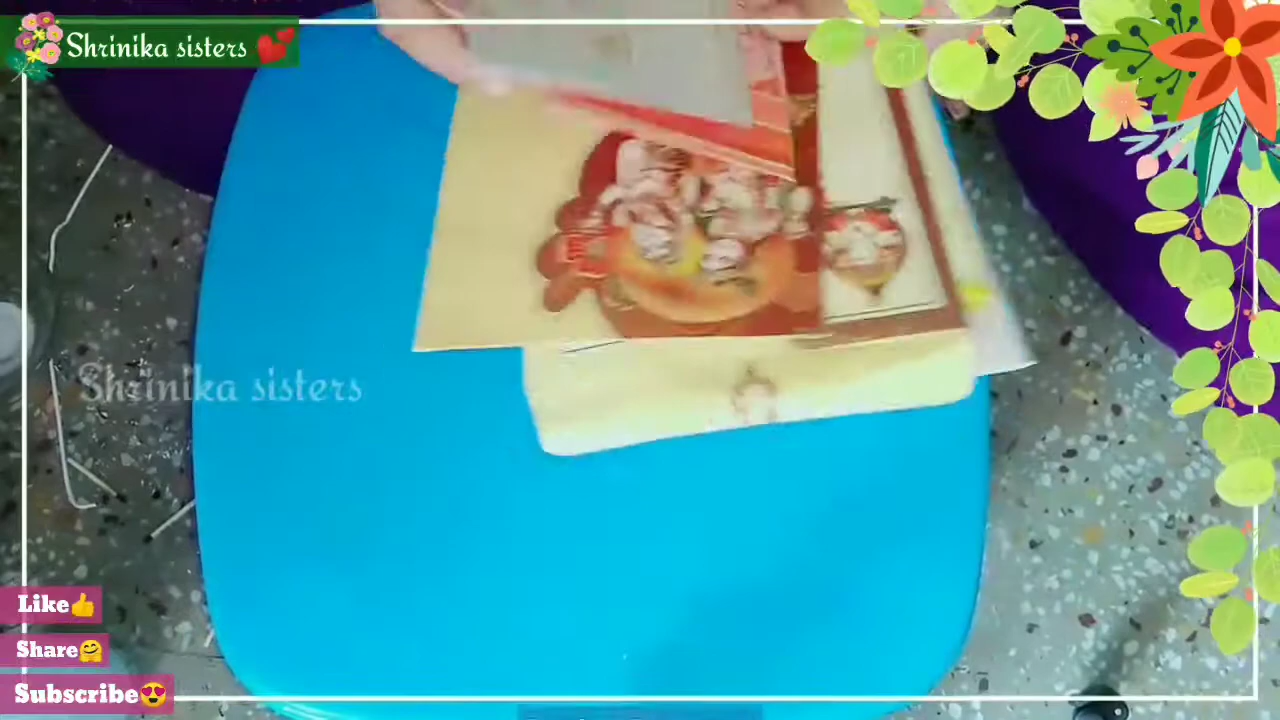 Shrinika sisters 💕
Shrinika sisters
Like👍
Share🤗
Subscribe😍